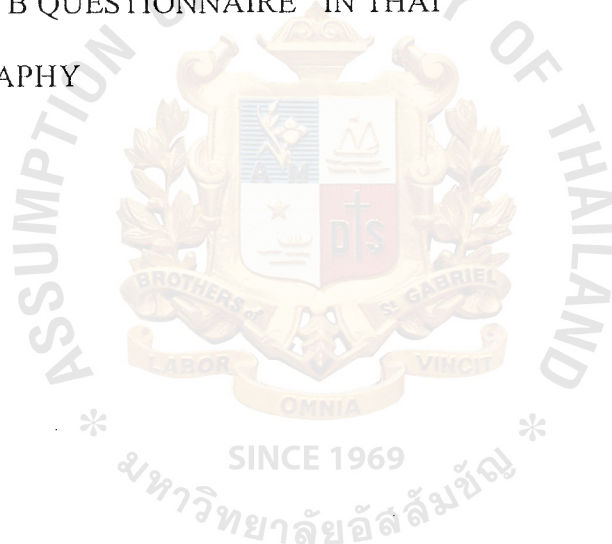 B QUESTIONNAIRE IN THAI
APHY
ASSUMPTION UNIVERSITY OF THAILAND
A M
D S
BROTHERS of St GABRIEL
LABOR
VINCIT
OMNIA
* SINCE 1969 *
มหาวิทยาลัยอัสสัมชัญ